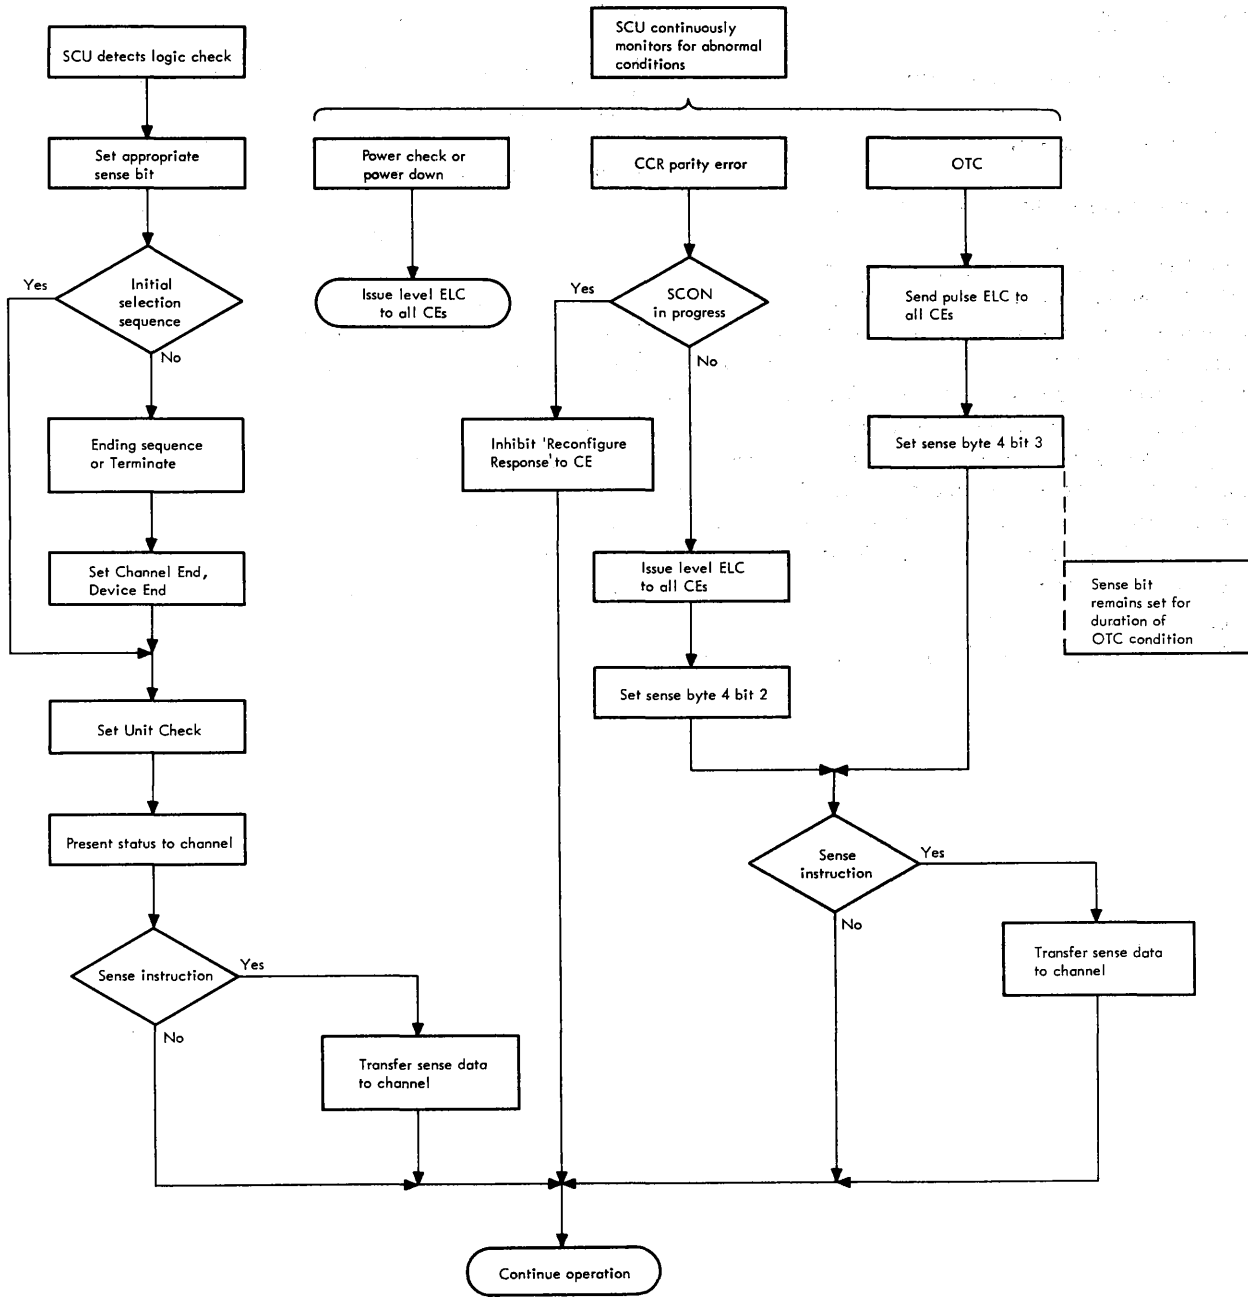 SCU detects logic check
Set appropriate
sense bit
Yes
Initial
selection
sequence
No
Ending sequence
or Terminate
Set Channel End,
Device End
Set Unit Check
Present status to channel
Sense instruction
Yes
No
Transfer sense data
to channel
SCU continuously
monitors for abnormal
conditions
Power check or
power down
Issue level ELC
to all CEs
CCR parity error
Yes
SCON
in progress
No
Inhibit 'Reconfigure
Response' to CE
Issue level ELC
to all CEs
Set sense byte 4 bit 2
OTC
Send pulse ELC to
all CEs
Set sense byte 4 bit 3
Sense bit
remains set for
duration of
OTC condition
Sense
instruction
Yes
No
Transfer sense data
to channel
Continue operation